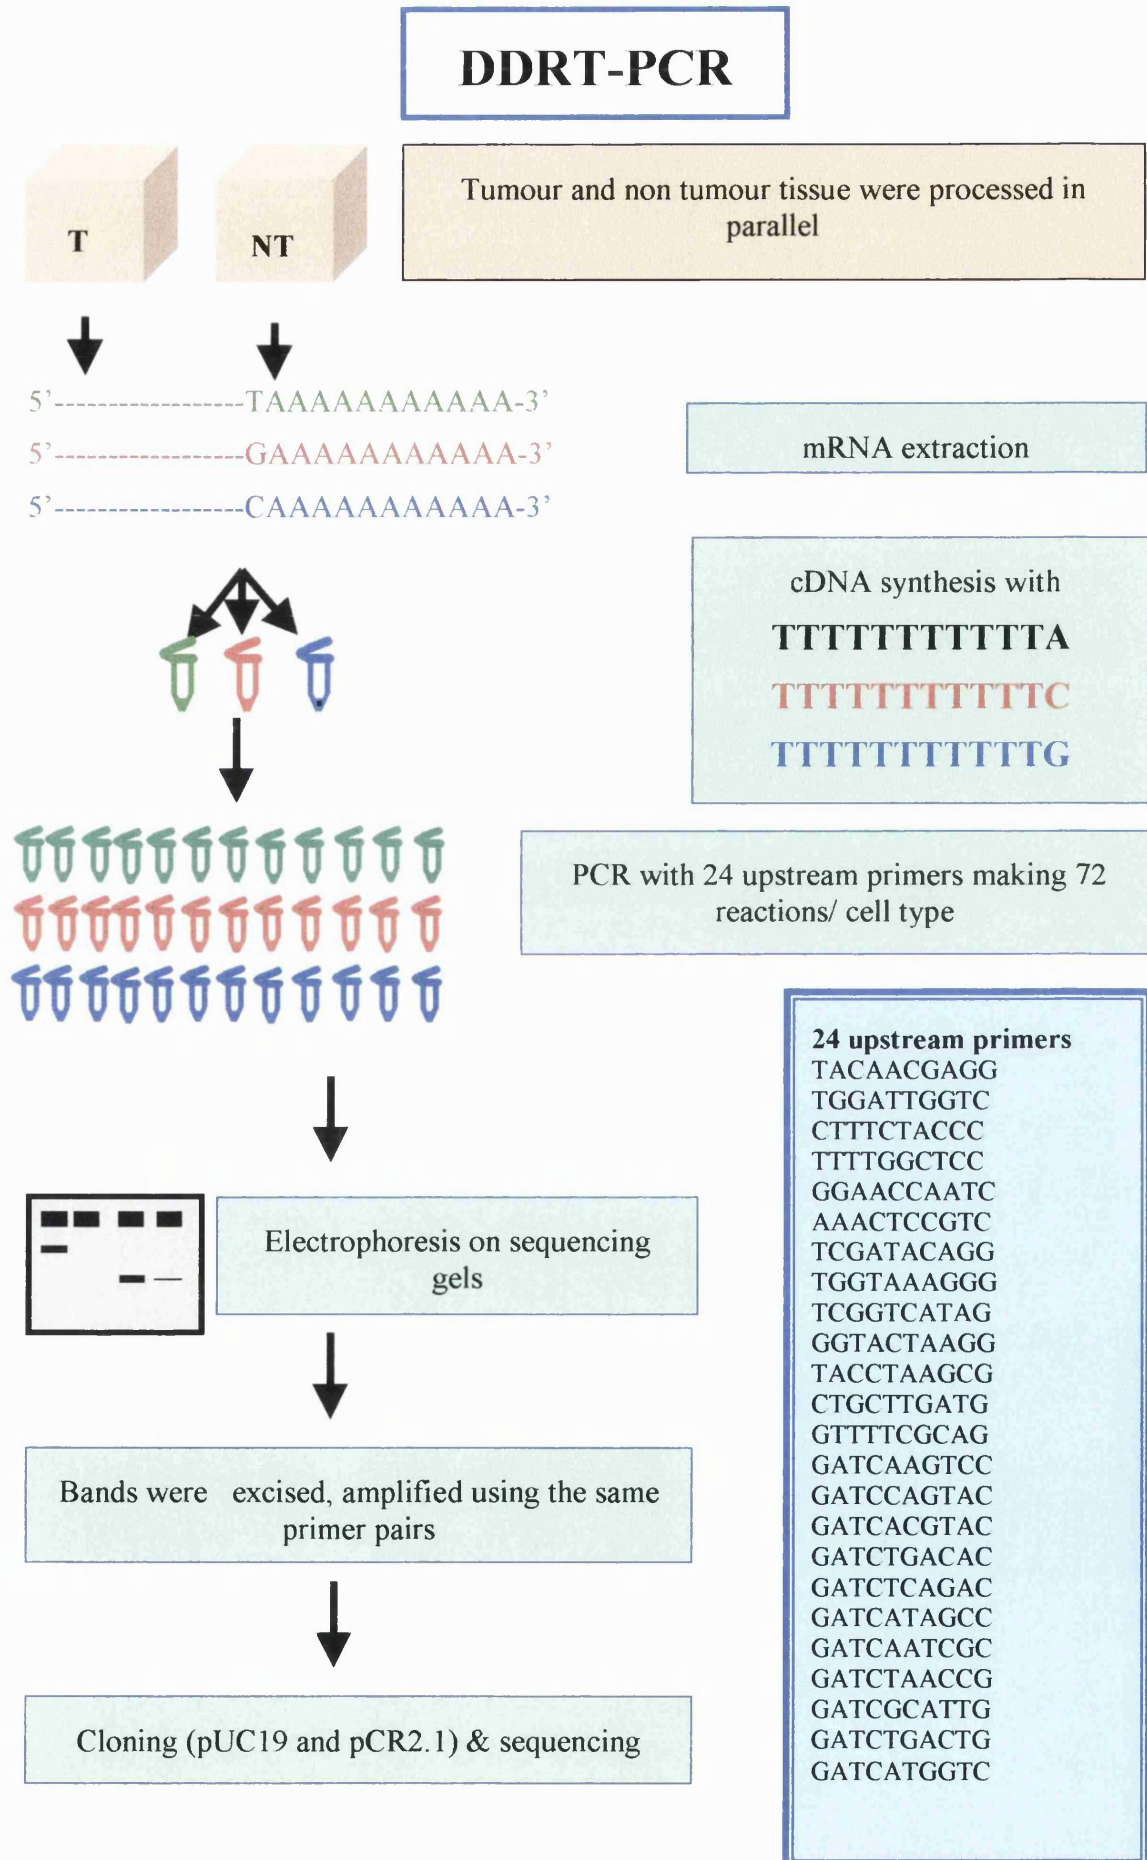 DDRT-PCR
T
NT
Tumour and non tumour tissue were processed in
parallel
5'------------------TAAAAAAAAAAA-3'
5'------------------GAAAAAAAAAAA-3'
5'------------------CAAAAAAAAAAA-3'
mRNA extraction
cDNA synthesis with
TTTTTTTTTTTA
TTTTTTTTTTTC
TTTTTTTTTTTG
PCR with 24 upstream primers making 72
reactions/ cell type
24 upstream primers
TACAACGAGG
TGGATTGGTC
CTTTCTACCC
TTTTGGCTCC
GGAACCAATC
AAACTCCGTC
TCGATACAGG
TGGTAAAGGG
TCGGTCATAG
GGTACTAAGG
TACCTAAGCG
CTGCTTGATG
GTTTTCGCAG
GATCAAGTCC
GATCCAGTAC
GATCACGTAC
GATCTGACAC
GATCTCAGAC
GATCATAGCC
GATCAATCGC
GATCTAACCG
GATCGCATTG
GATCTGACTG
GATCATGGTC
Electrophoresis on sequencing
gels
Bands were excised, amplified using the same
primer pairs
Cloning (pUC19 and pCR2.1) & sequencing